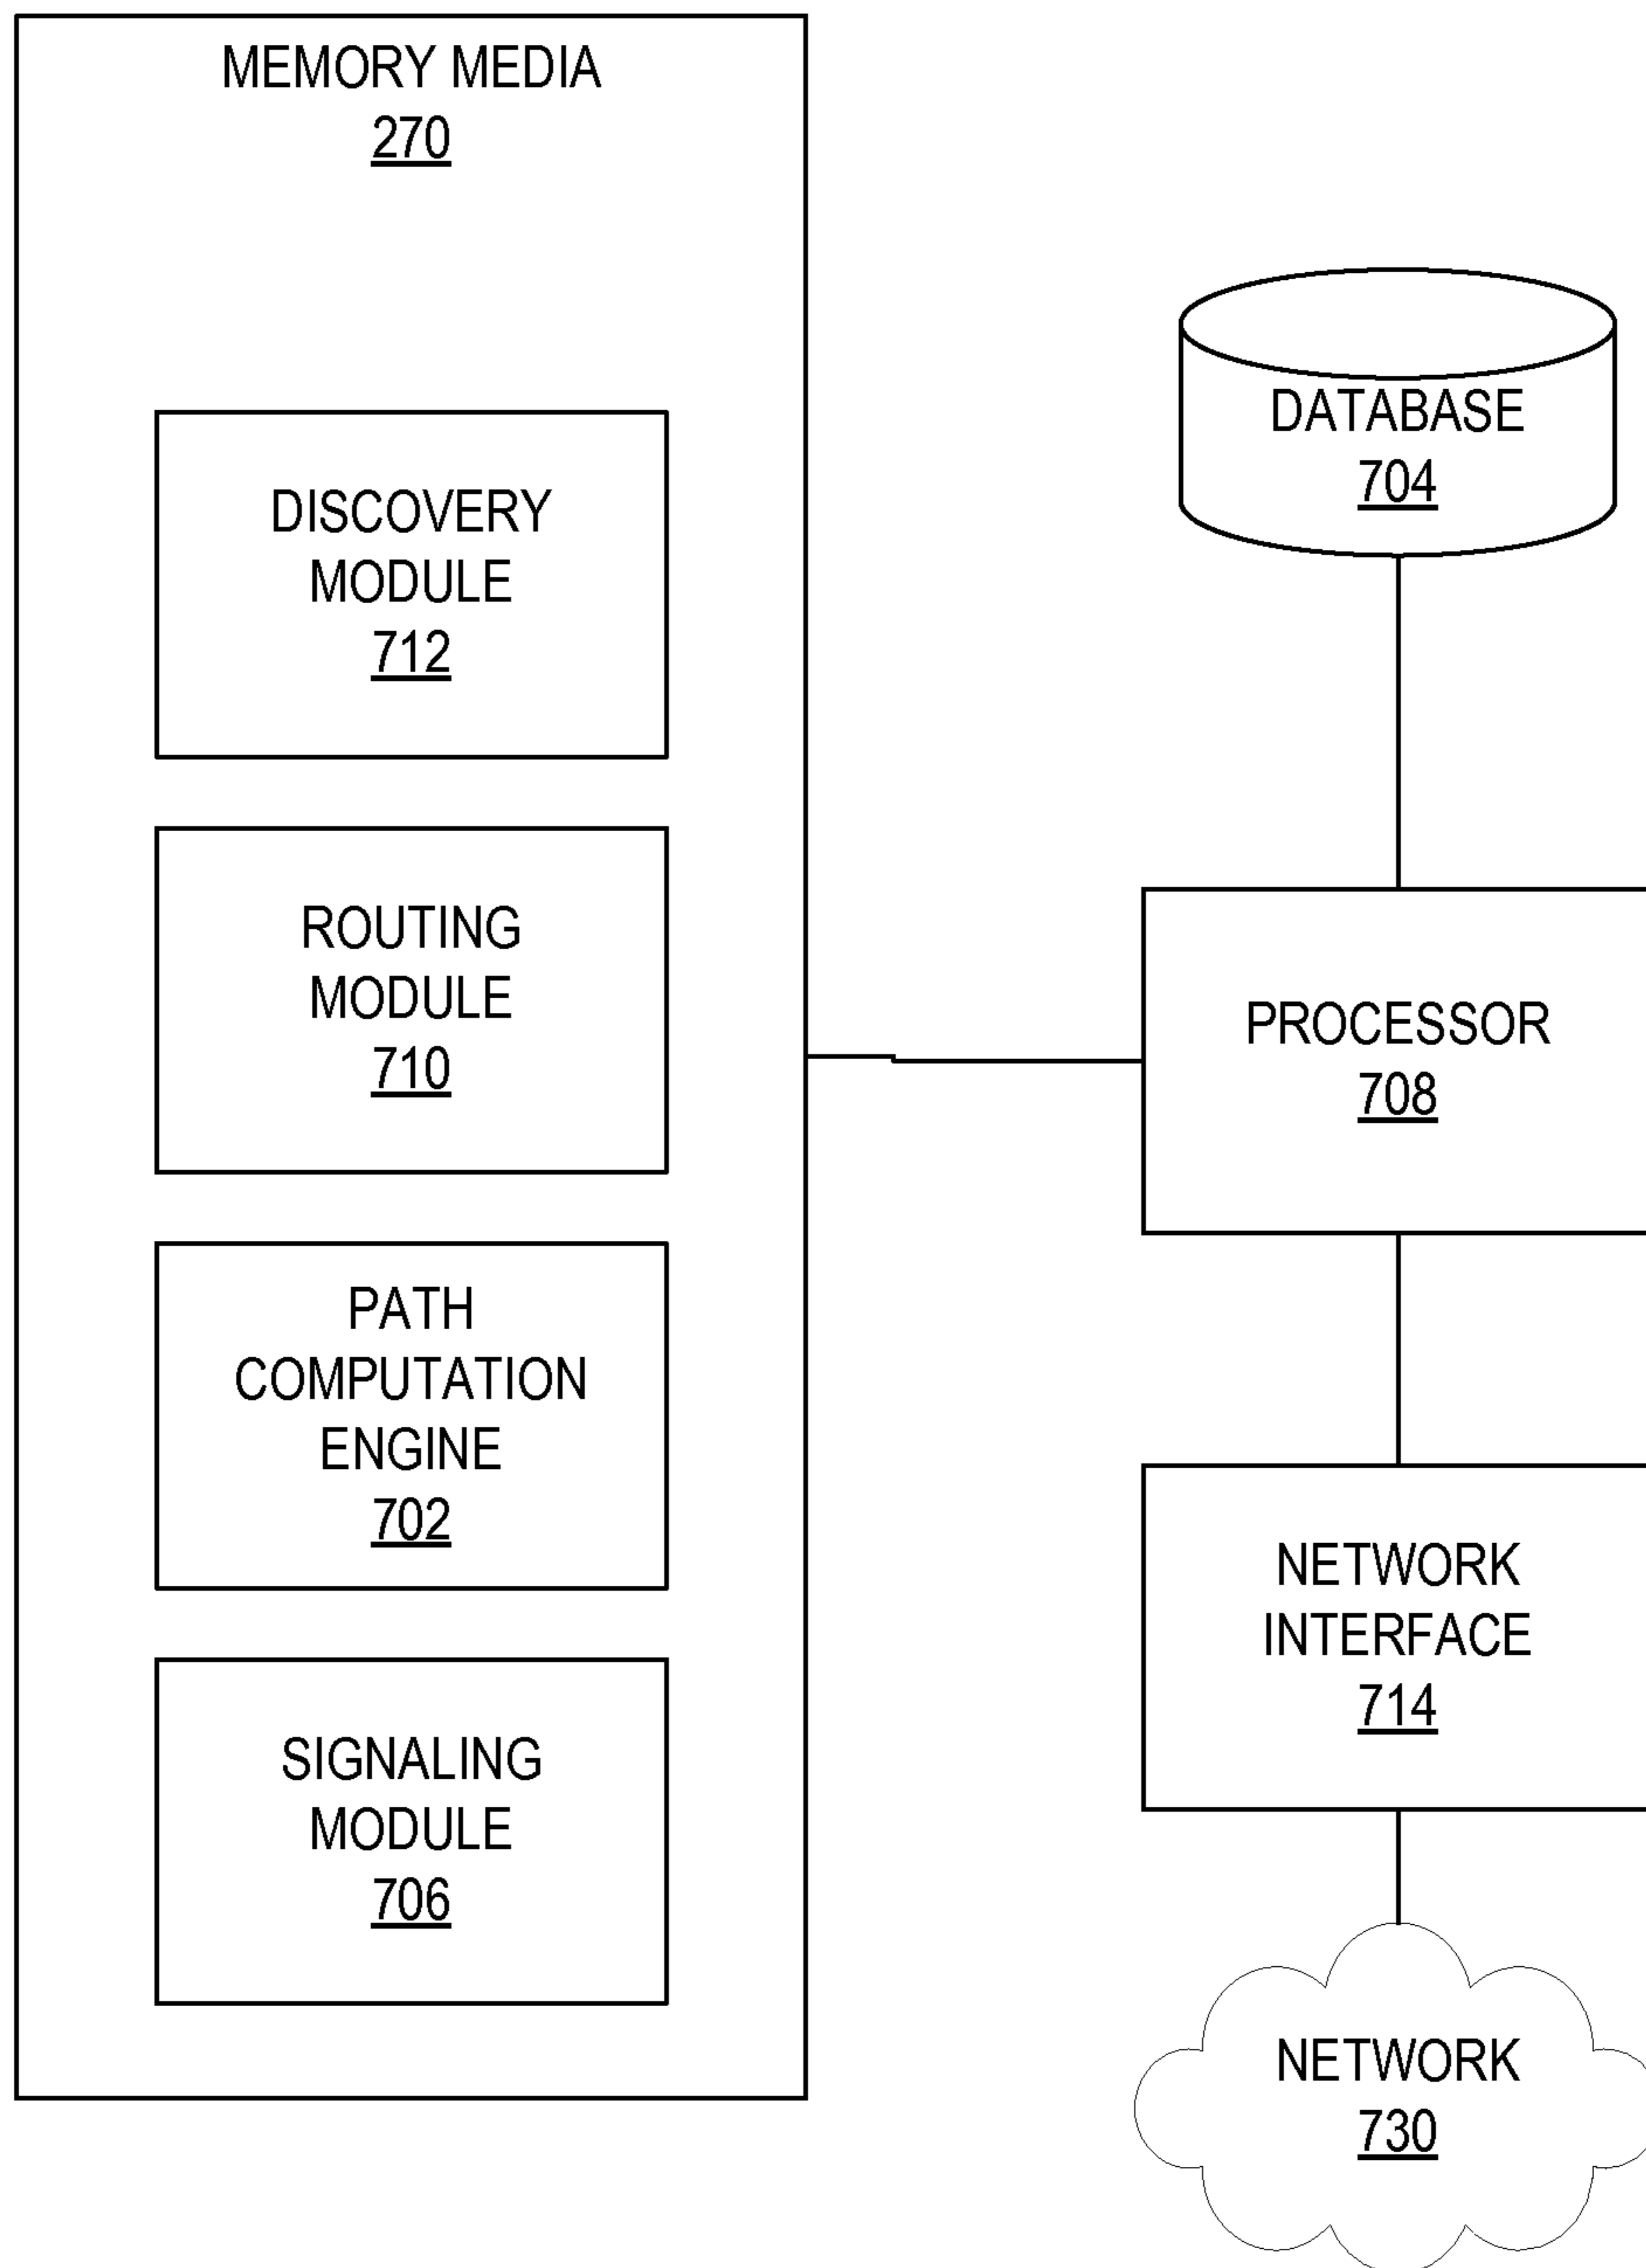 MEMORY MEDIA
270
DISCOVERY
MODULE
712
ROUTING
MODULE
710
PATH
COMPUTATION
ENGINE
702
SIGNALING
MODULE
706
DATABASE
704
PROCESSOR
708
NETWORK
INTERFACE
714
NETWORK
730